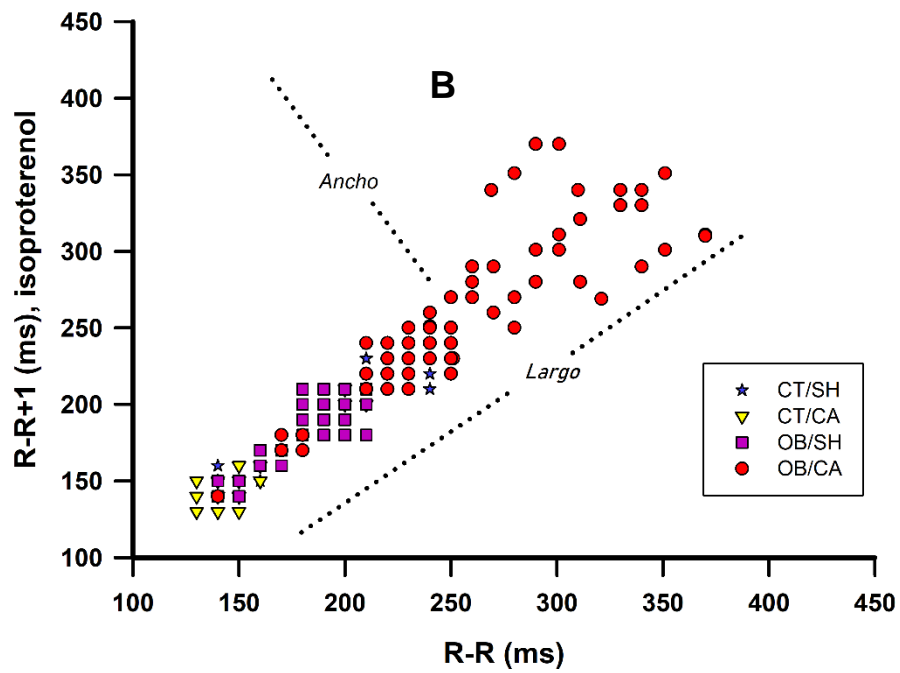 B
R-R+1 (ms), isoproterenol
450
400
350
300
250
200
150
100
Ancho
Largo
CT/SH
CT/CA
OB/SH
OB/CA
100 150 200 250 300 350 400 450
R-R (ms)